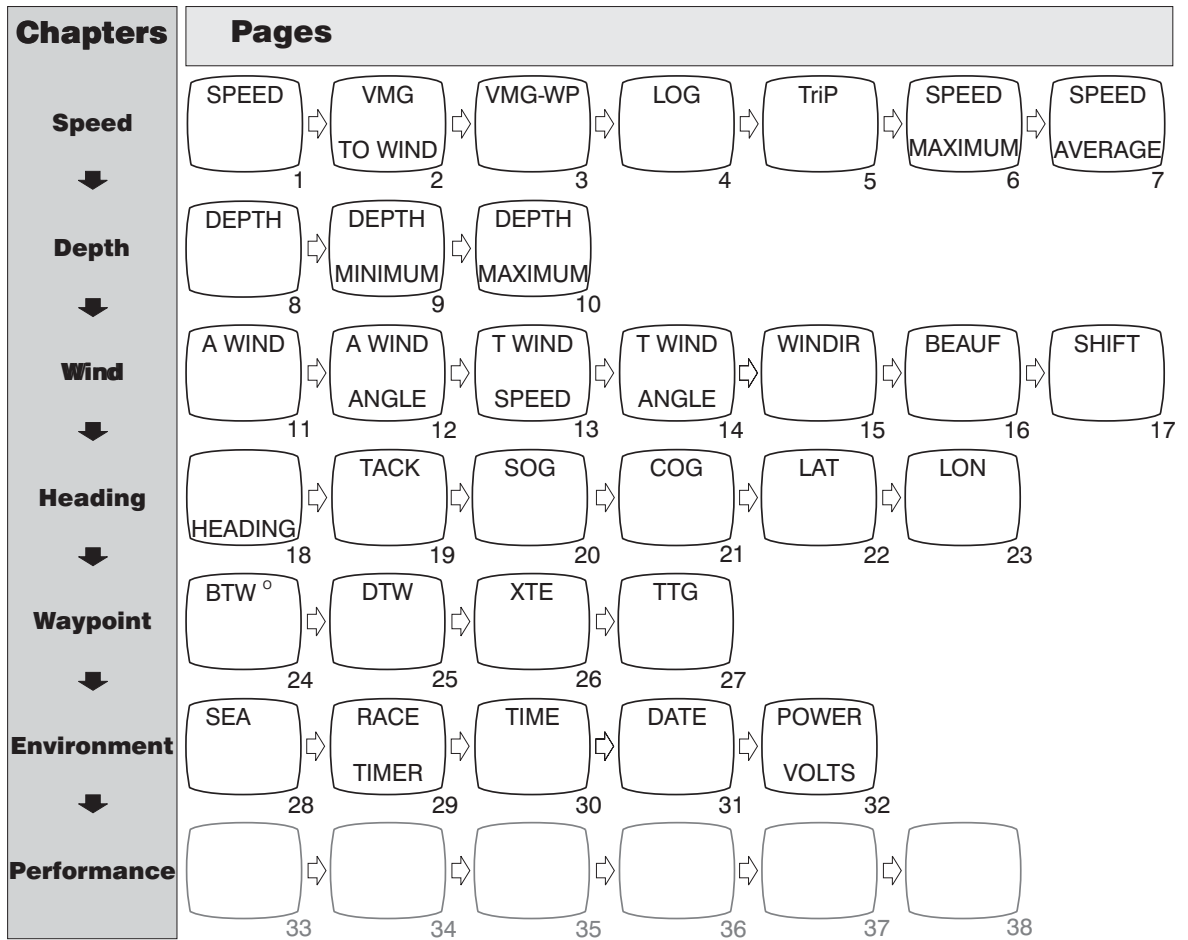 Chapters Pages
Speed
SPEED VMG VMG-WP LOG TriP SPEED SPEED
TO WIND MAXIMUM AVERAGE
1 2 3 4 5 6 7
Depth
DEPTH DEPTH DEPTH
MINIMUM MAXIMUM
8 9 10
Wind
A WIND A WIND T WIND T WIND WINDIR BEAUF SHIFT
ANGLE SPEED ANGLE
11 12 13 14 15 16 17
Heading
TACK SOG COG LAT LON
HEADING
18 19 20 21 22 23
Waypoint
BTW ° DTW XTE TTG
24 25 26 27
Environment
SEA RACE TIME DATE POWER
TIMER VOLTS
28 29 30 31 32
Performance
33 34 35 36 37 38